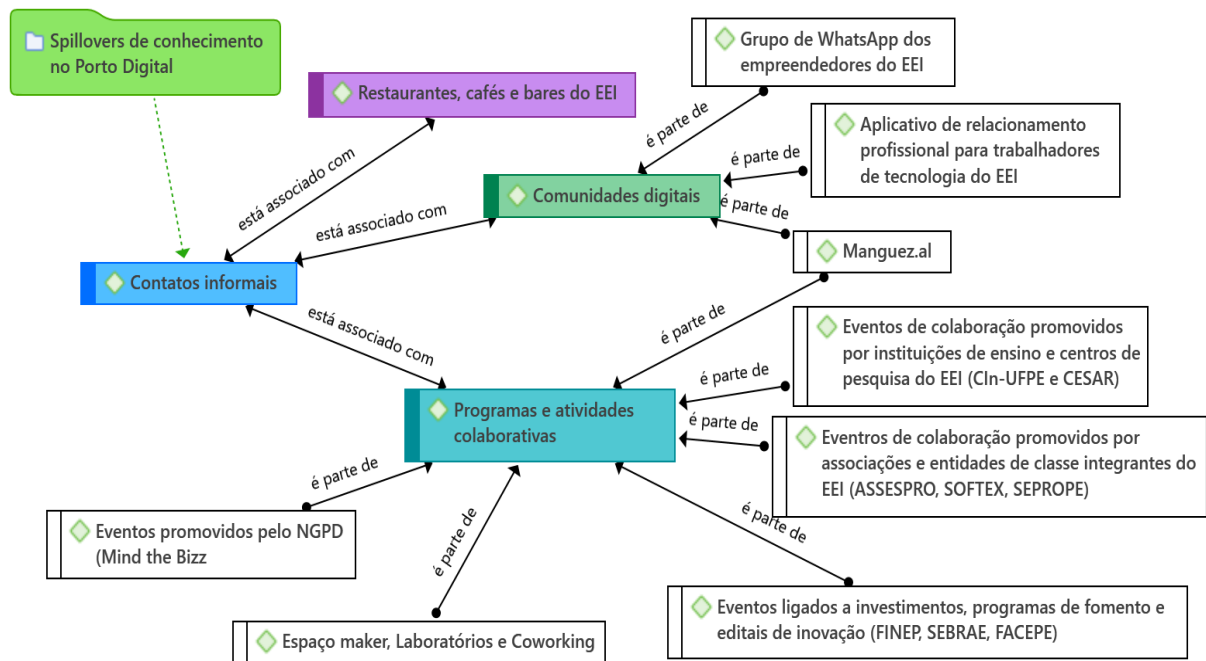 Spillovers de conhecimento
no Porto Digital
Grupo de WhatsApp dos
empreendedores do EEI
Restaurantes, cafés e bares do EEI
é parte de
Aplicativo de relacionamento
profissional para trabalhadores
de tecnologia do EEI
é parte de
está associado com
Comunidades digitais
é parte de
está associado com
Manguez.al
Contatos informais
é parte de
está associado com
Eventos de colaboração promovidos
por instituições de ensino e centros de
pesquisa do EEI (CIn-UFPE e CESAR)
é parte de
Programas e atividades
colaborativas
é parte de
Eventros de colaboração promovidos por
associações e entidades de classe integrantes do
EEI (ASSESPRO, SOFTEX, SEPROPE)
é parte de
Eventos promovidos pelo NGPD
(Mind the Bizz
é parte de
é parte de
Espaço maker, Laboratórios e Coworking
Eventos ligados a investimentos, programas de fomento e
editais de inovação (FINEP, SEBRAE, FACEPE)